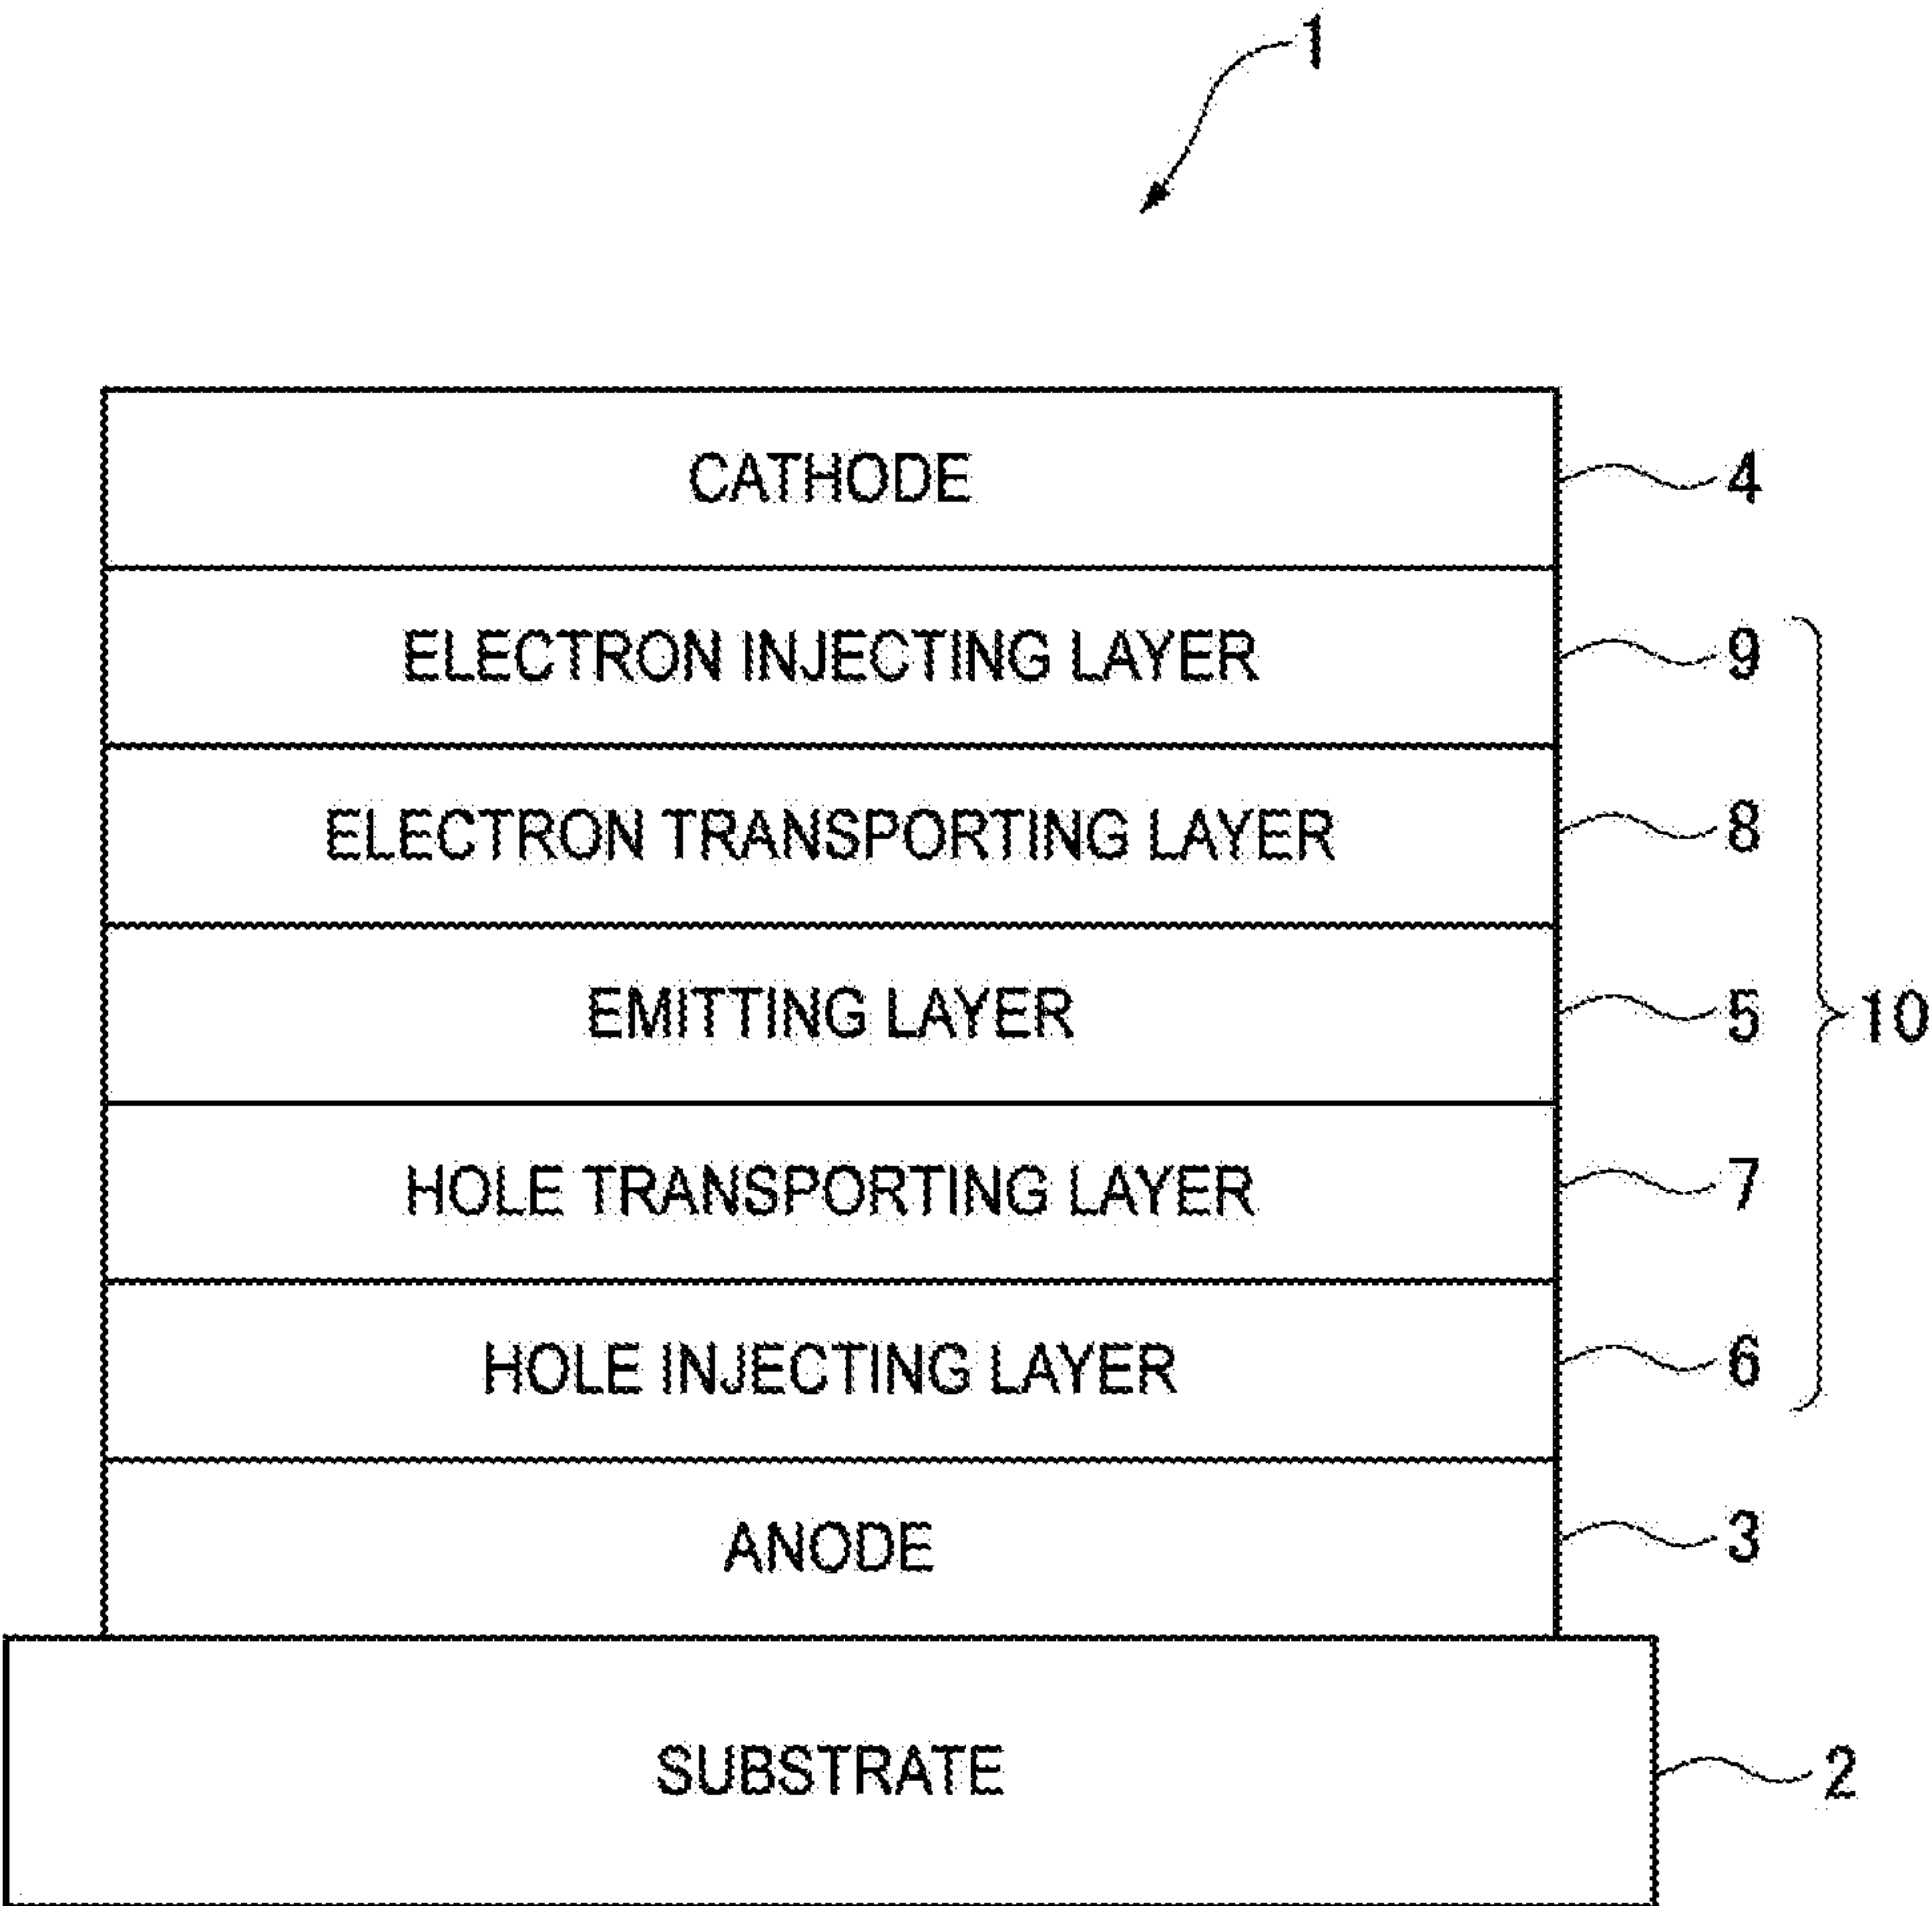 1
CATHODE 4
ELECTRON INJECTING LAYER 9
ELECTRON TRANSPORTING LAYER 8
EMITTING LAYER 5 10
HOLE TRANSPORTING LAYER 7
HOLE INJECTING LAYER 6
ANODE 3
SUBSTRATE 2